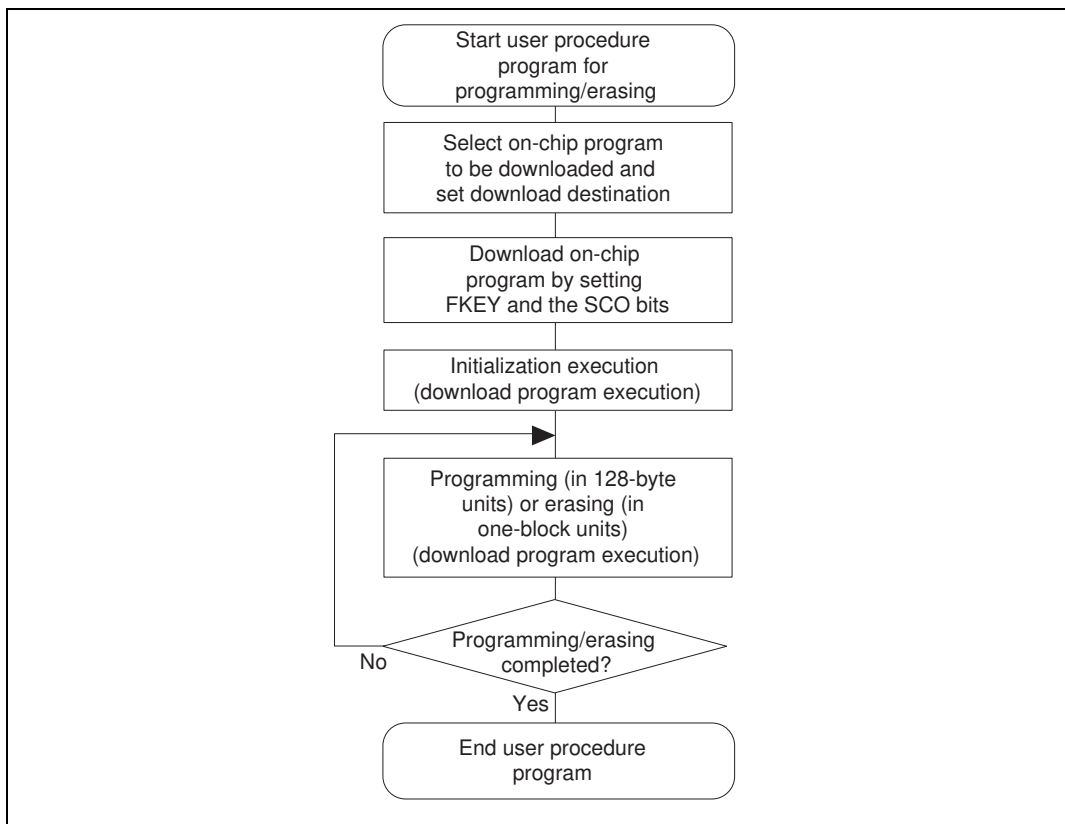 Start user procedure
program for
programming/erasing
Select on-chip program
to be downloaded and
set download destination
Download on-chip
program by setting
FKEY and the SCO bits
Initialization execution
(download program execution)
Programming (in 128-byte
units) or erasing (in
one-block units)
(download program execution)
Programming/erasing
completed?
No
Yes
End user procedure
program